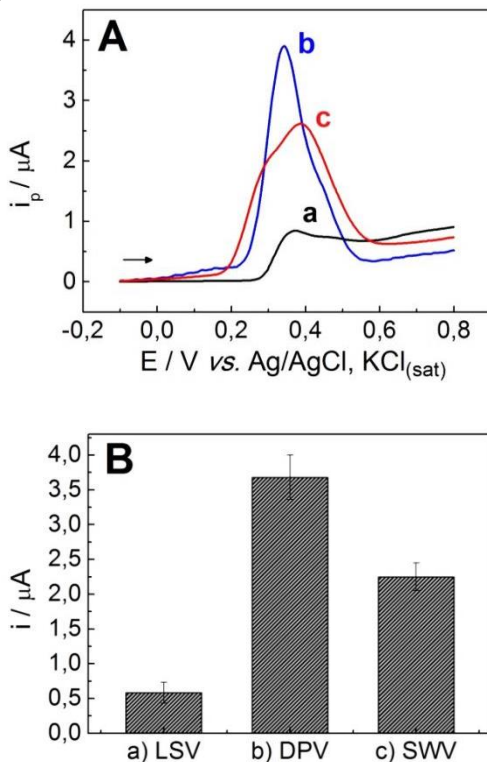 A
b
c
a
i_p / μA
4
3
2
1
0
-0,2 0,0 0,2 0,4 0,6 0,8
E / V vs. Ag/AgCl, KCl(sat)
B
i / μA
4,0
3,5
3,0
2,5
2,0
1,5
1,0
0,5
0,0
a) LSV b) DPV c) SWV